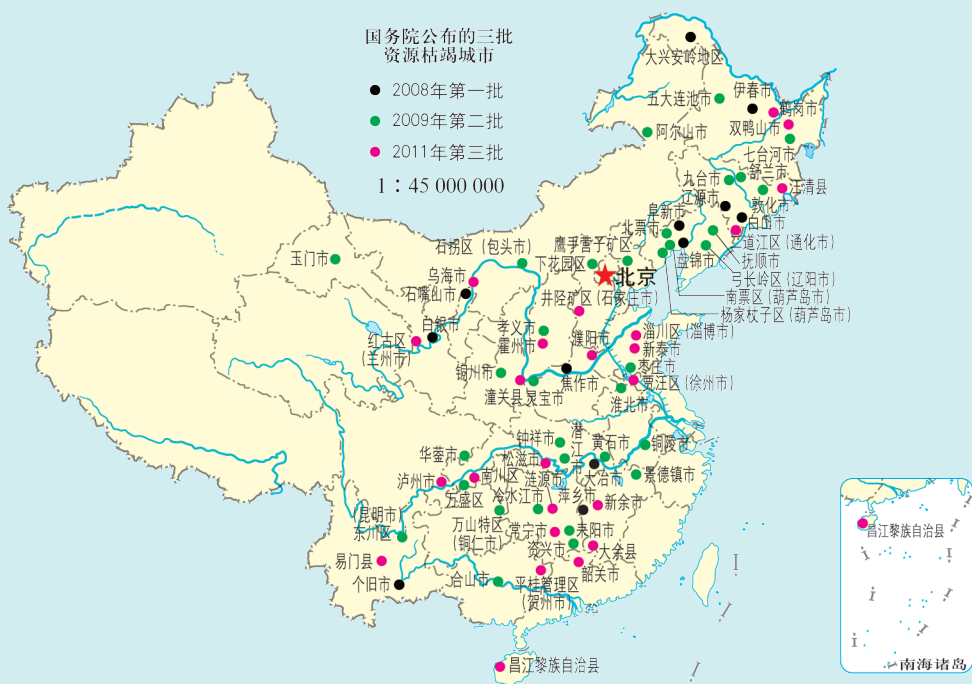 国务院公布的三批
资源枯竭城市
2008年第一批
2009年第二批
2011年第三批
1：45 000 000
大兴安岭地区
五大连池市
伊春市
鹤岗市
阿尔山市
双鸭山市
七台河市
舒兰市
九台市
汪清县
辽源市
敦化市
阜新市
白山市
北票市
二道江区（通化市）
石拐区（包头市）
鹰手营子矿区
玉门市
下花园区
盘锦市
抚顺市
北京
弓长岭区（辽阳市）
乌海市
石嘴山市
井陉矿区（石家庄市）
南票区（葫芦岛市）
杨家杖子区（葫芦岛市）
白银市
孝义市
濮阳市
淄川区（淄博市）
红古区
（兰州市）
霍州市
新泰市
枣庄市
铜川市
焦作市
贾汪区（徐州市）
潼关县
灵宝市
淮北市
钟祥市
潜江市
黄石市
铜陵市
华蓥市
松滋市
泸州市
南川区
涟源市
大冶市
景德镇市
万盛区
冷水江市
萍乡市
新余市
（昆明市）
东川区
万山特区
（铜仁市）
常宁市
耒阳市
资兴市
大余县
易门县
韶关市
个旧市
合山市
平桂管理区
（贺州市）
昌江黎族自治县
昌江黎族自治县
南海诸岛